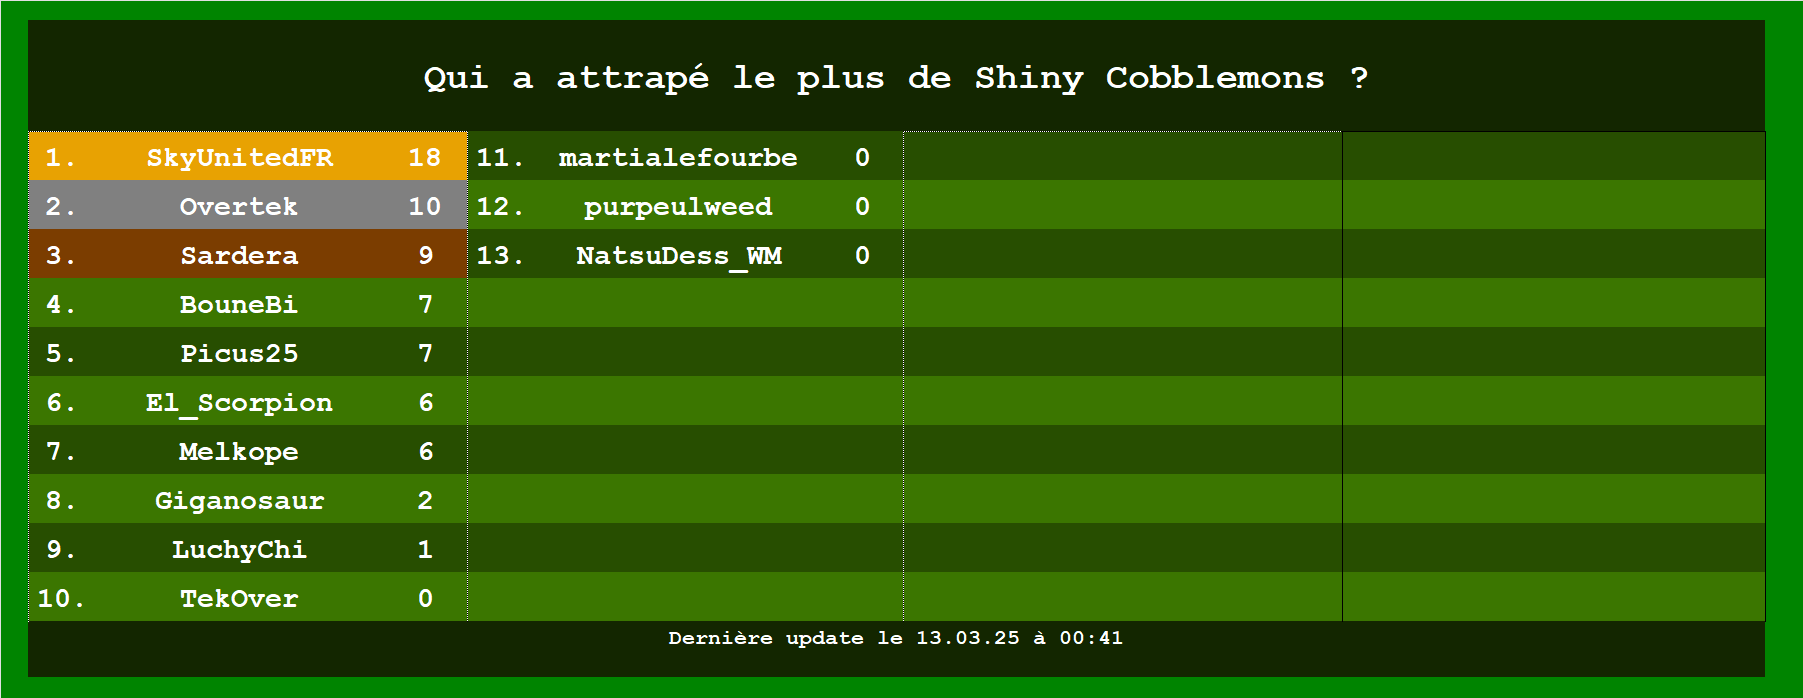 Qui a attrapé le plus de Shiny Cobblemons ?
1. SkyUnitedFR 18
2. Overtek 10
3. Sardera 9
4. BouneBi 7
5. Picus25 7
6. El_Scorpion 6
7. Melkope 6
8. Giganosaur 2
9. LuchyChi 1
10. TekOver 0
11. martialefourbe 0
12. purpeulweed 0
13. NatsuDess_WM 0
Dernière update le 13.03.25 à 00:41